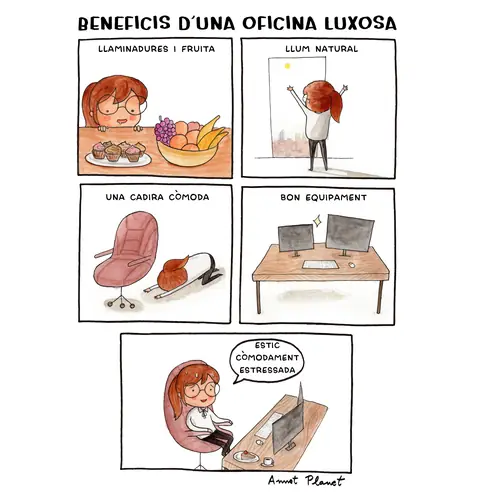 BENEFICIS D'UNA OFICINA LUXOSA
LLAMINADURES I FRUITA
LLUM NATURAL
UNA CADIRA CÒMODA
BON EQUIPAMENT
ESTIC
CÒMODAMENT
ESTRESSADA
Annet Planet